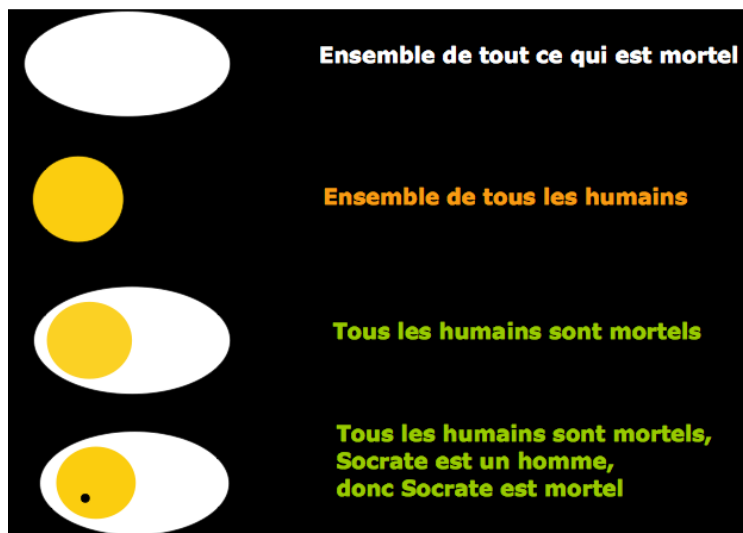 Ensemble de tout ce qui est mortel
Ensemble de tous les humains
Tous les humains sont mortels
Tous les humains sont mortels,
Socrate est un homme,
donc Socrate est mortel